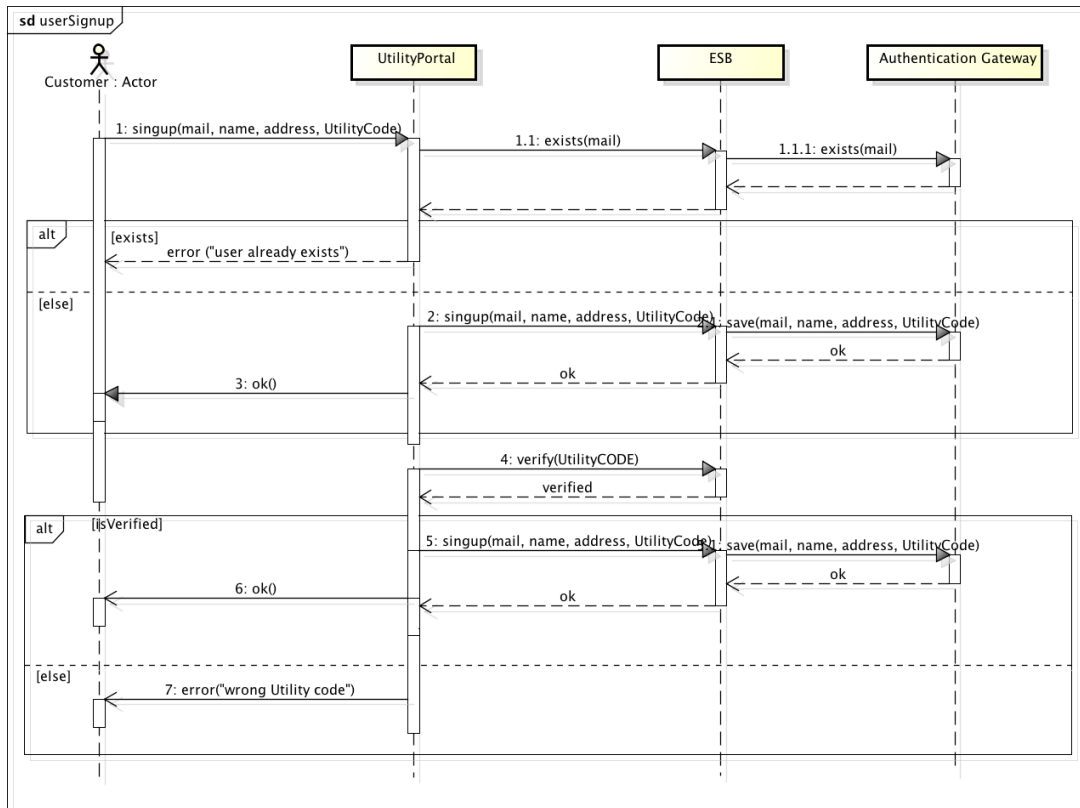 sd userSignup
Customer : Actor
UtilityPortal
ESB
Authentication Gateway
1: singup(mail, name, address, UtilityCode)
1.1: exists(mail)
1.1.1: exists(mail)
alt
[exists]
error ("user already exists")
[else]
2: singup(mail, name, address, UtilityCode)
: save(mail, name, address, UtilityCode)
ok
ok
3: ok()
4: verify(UtilityCODE)
verified
alt
[isVerified]
5: singup(mail, name, address, UtilityCode)
: save(mail, name, address, UtilityCode)
ok
ok
6: ok()
[else]
7: error("wrong Utility code")